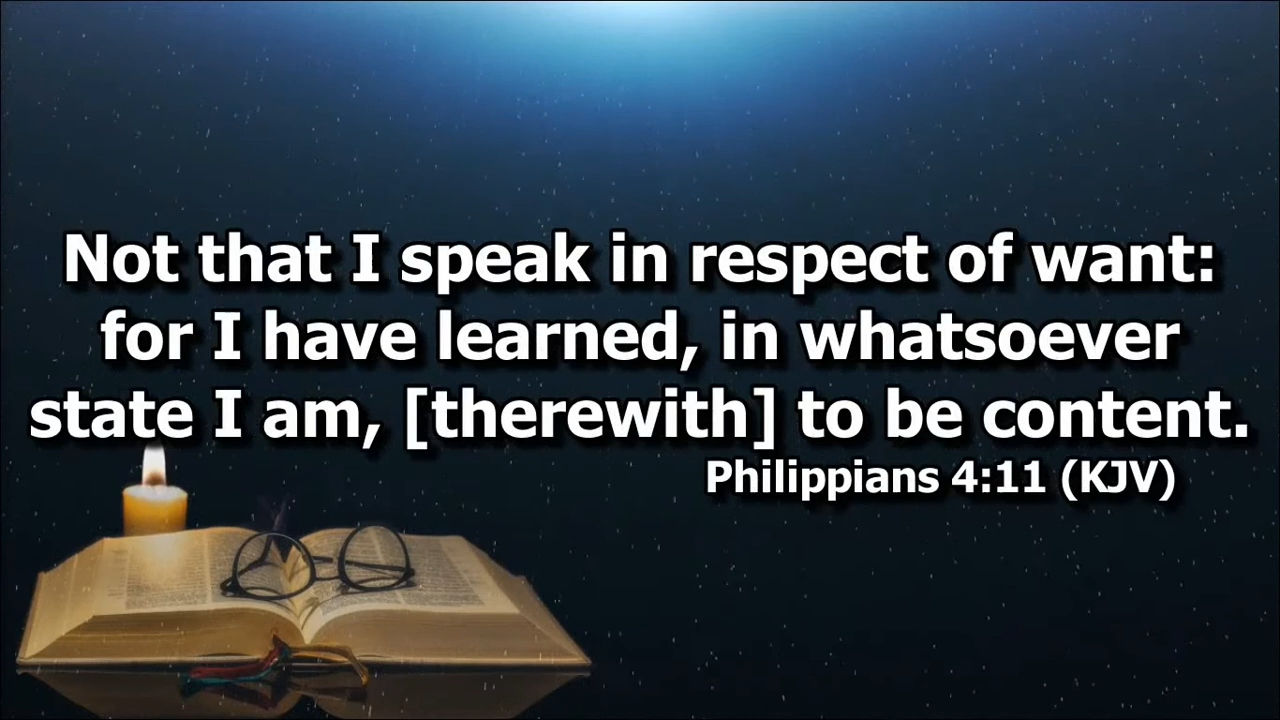 Not that I speak in respect of want:
for I have learned, in whatsoever
state I am, [therewith] to be content.
Philippians 4:11 (KJV)